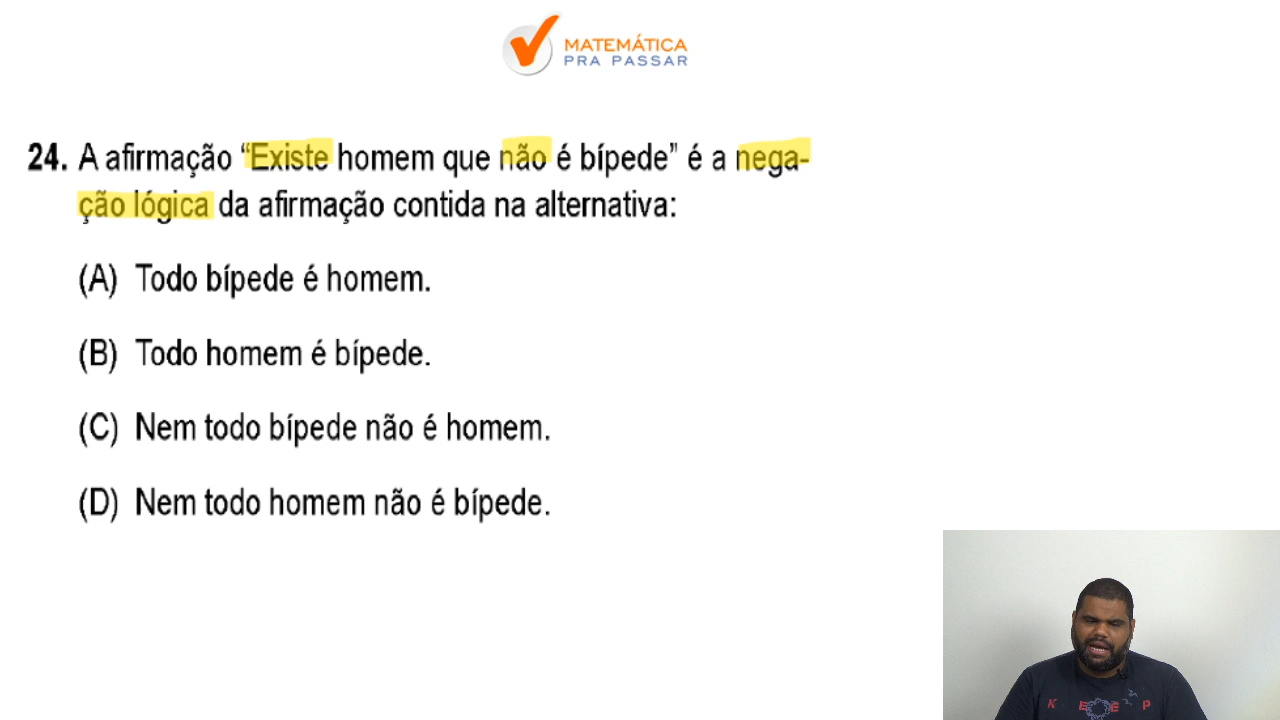 MATEMÁTICA
PRA PASSAR
24. A afirmação “Existe homem que não é bípede” é a nega-
ção lógica da afirmação contida na alternativa:
(A) Todo bípede é homem.
(B) Todo homem é bípede.
(C) Nem todo bípede não é homem.
(D) Nem todo homem não é bípede.
K E E P